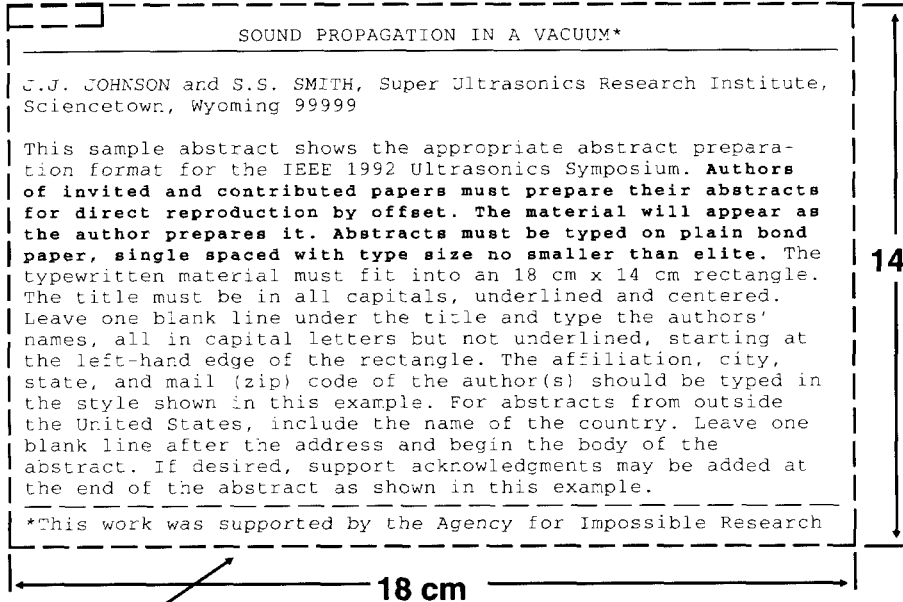 SOUND PROPAGATION IN A VACUUM*
J.J. JOHNSON and S.S. SMITH, Super Ultrasonics Research Institute,
Sciencetown, Wyoming 99999
This sample abstract shows the appropriate abstract prepara-
tion format for the IEEE 1992 Ultrasonics Symposium. Authors
of invited and contributed papers must prepare their abstracts
for direct reproduction by offset. The material will appear as
the author prepares it. Abstracts must be typed on plain bond
paper, single spaced with type size no smaller than elite. The
typewritten material must fit into an 18 cm x 14 cm rectangle.
The title must be in all capitals, underlined and centered.
Leave one blank line under the title and type the authors'
names, all in capital letters but not underlined, starting at
the left-hand edge of the rectangle. The affiliation, city,
state, and mail (zip) code of the author(s) should be typed in
the style shown in this example. For abstracts from outside
the United States, include the name of the country. Leave one
blank line after the address and begin the body of the
abstract. If desired, support acknowledgments may be added at
the end of the abstract as shown in this example.
*This work was supported by the Agency for Impossible Research
14
18 cm